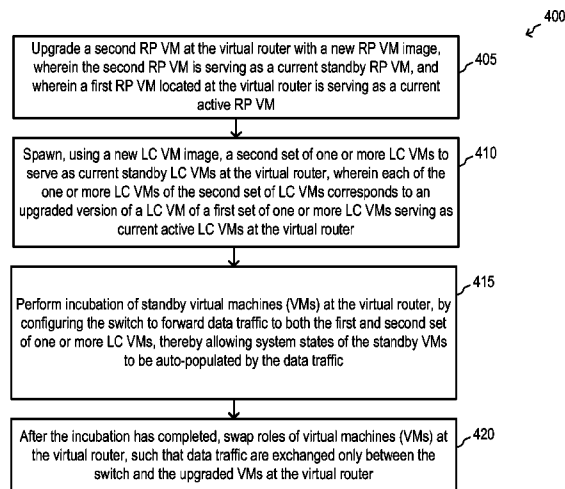 400
Upgrade a second RP VM at the virtual router with a new RP VM image,
wherein the second RP VM is serving as a current standby RP VM, and
wherein a first RP VM located at the virtual router is serving as a current
active RP VM
405
Spawn, using a new LC VM image, a second set of one or more LC VMs to
serve as current standby LC VMs at the virtual router, wherein each of the
one or more LC VMs of the second set of LC VMs corresponds to an
upgraded version of a LC VM of a first set of one or more LC VMs serving as
current active LC VMs at the virtual router
410
Perform incubation of standby virtual machines (VMs) at the virtual router, by
configuring the switch to forward data traffic to both the first and second set
of one or more LC VMs, thereby allowing system states of the standby VMs
to be auto-populated by the data traffic
415
After the incubation has completed, swap roles of virtual machines (VMs) at
the virtual router, such that data traffic are exchanged only between the
switch and the upgraded VMs at the virtual router
420